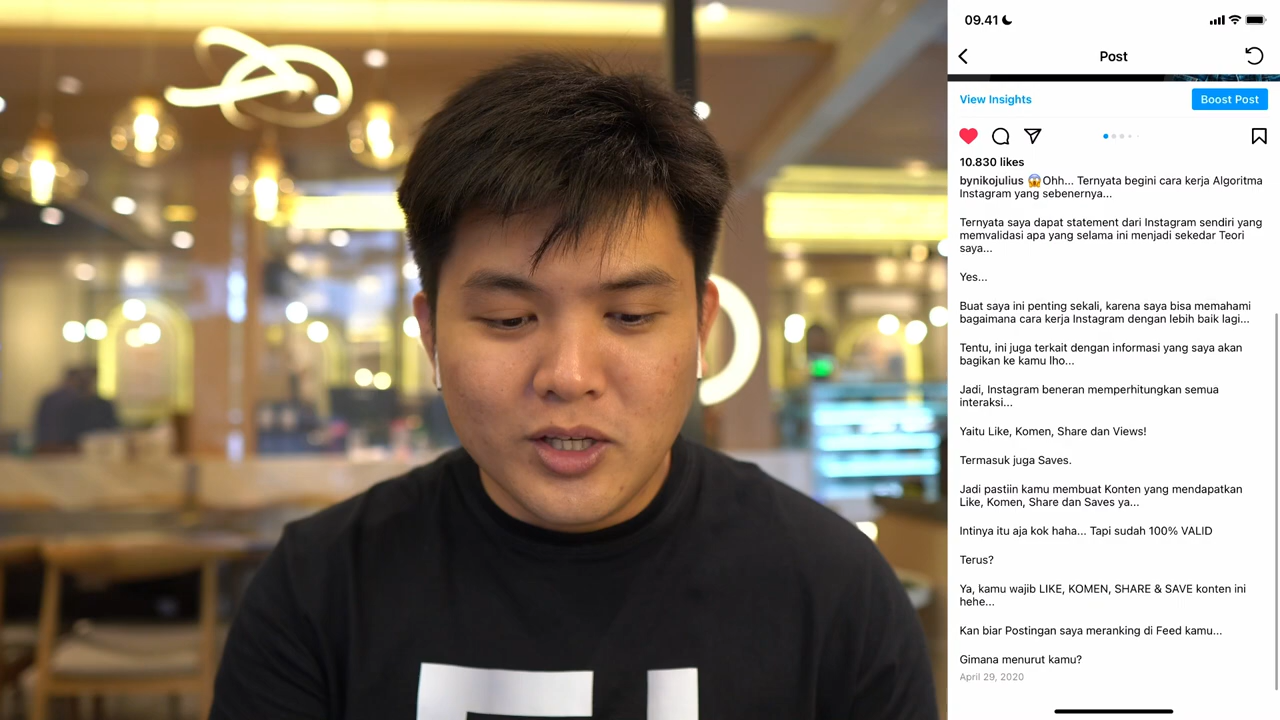 09.41
Post
View Insights
Boost Post
10.830 likes
bynikojulius 😱Ohh... Ternyata begini cara kerja Algoritma
Instagram yang sebenernya...
Ternyata saya dapat statement dari Instagram sendiri yang
memvalidasi apa yang selama ini menjadi sekedar Teori
saya...
Yes...
Buat saya ini penting sekali, karena saya bisa memahami
bagaimana cara kerja Instagram dengan lebih baik lagi...
Tentu, ini juga terkait dengan informasi yang saya akan
bagikan ke kamu lho...
Jadi, Instagram beneran memperhitungkan semua
interaksi...
Yaitu Like, Komen, Share dan Views!
Termasuk juga Saves.
Jadi pastiin kamu membuat Konten yang mendapatkan
Like, Komen, Share dan Saves ya...
Intinya itu aja kok haha... Tapi sudah 100% VALID
Terus?
Ya, kamu wajib LIKE, KOMEN, SHARE & SAVE konten ini
hehe...
Kan biar Postingan saya meranking di Feed kamu...
Gimana menurut kamu?
April 29, 2020